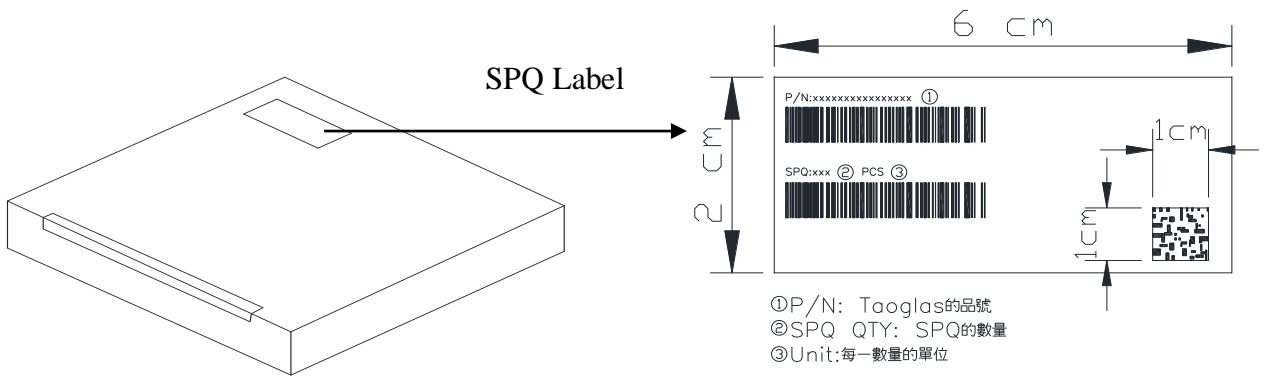 SPQ Label
6 cm
2 cm
P/N:xxxxxxxxxxxxxxxx ①
SPQ:xxx ② PCS ③
1cm
1cm
①P/N: Taoglas的品號
②SPQ QTY: SPQ的數量
③Unit:每一數量的單位